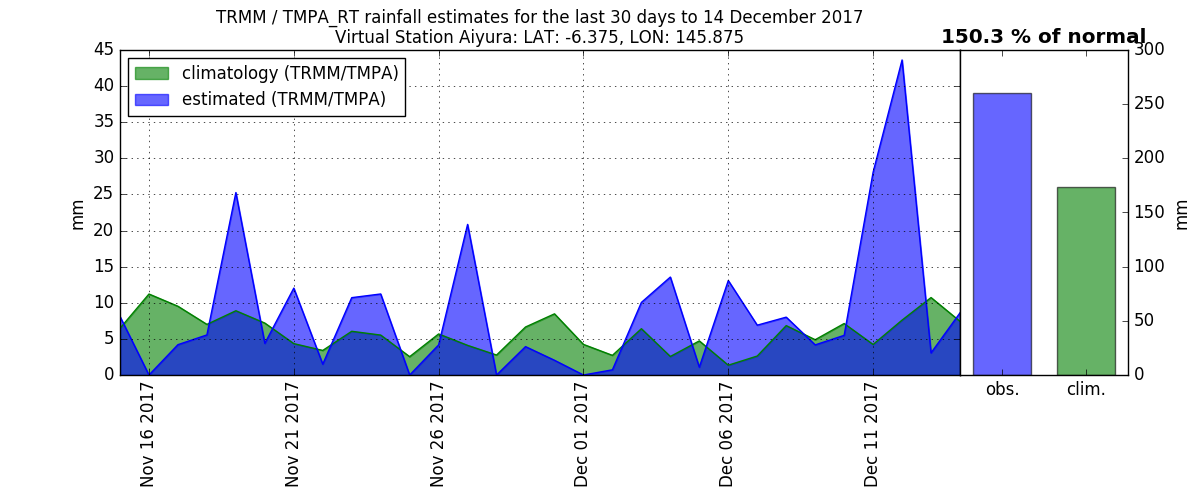 TRMM / TMPA_RT rainfall estimates for the last 30 days to 14 December 2017
Virtual Station Aiyura: LAT: -6.375, LON: 145.875
150.3 % of normal
climatology (TRMM/TMPA)
estimated (TRMM/TMPA)
mm
45
40
35
30
25
20
15
10
5
0
Nov 16 2017
Nov 21 2017
Nov 26 2017
Dec 01 2017
Dec 06 2017
Dec 11 2017
obs.
clim.
300
250
200
150
100
50
0
mm